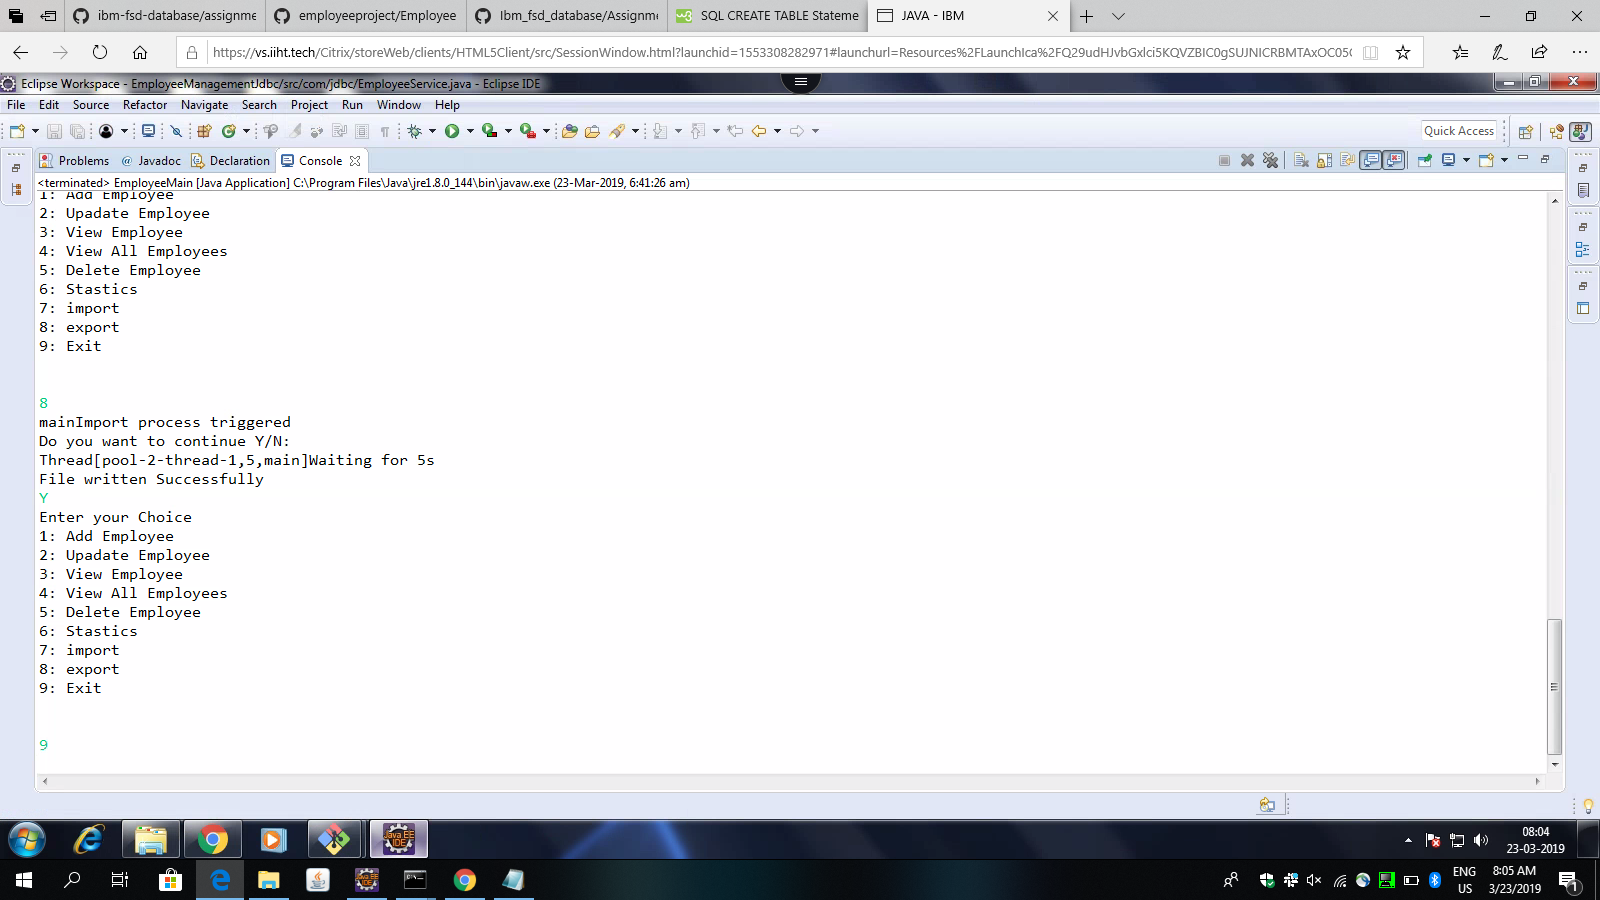 ibm-fsd-database/assignme
employeeproject/Employee
Ibm_fsd_database/Assignm
SQL CREATE TABLE Stateme
JAVA - IBM
https://vs.iiht.tech/Citrix/storeWeb/clients/HTML5Client/src/SessionWindow.html?launchid=1553308282971#launchurl=Resources%2FLaunchIca%2FQ29udHJvbGxlci5KQVZBIC0gSUJNICRBMTAxOC05C
Eclipse Workspace - EmployeeManagementJdbc/src/com/jdbc/EmployeeService.java - Eclipse IDE
File Edit Source Refactor Navigate Search Project Run Window Help
Quick Access
Problems Javadoc Declaration Console
<terminated> EmployeeMain [Java Application] C:\Program Files\Java\jre1.8.0_144\bin\javaw.exe (23-Mar-2019, 6:41:26 am)
1: Add Employee
2: Upadate Employee
3: View Employee
4: View All Employees
5: Delete Employee
6: Stastics
7: import
8: export
9: Exit
8
mainImport process triggered
Do you want to continue Y/N:
Thread[pool-2-thread-1,5,main]Waiting for 5s
File written Successfully
Y
Enter your Choice
1: Add Employee
2: Upadate Employee
3: View Employee
4: View All Employees
5: Delete Employee
6: Stastics
7: import
8: export
9: Exit
9
08:04
23-03-2019
ENG
US
8:05 AM
3/23/2019
1